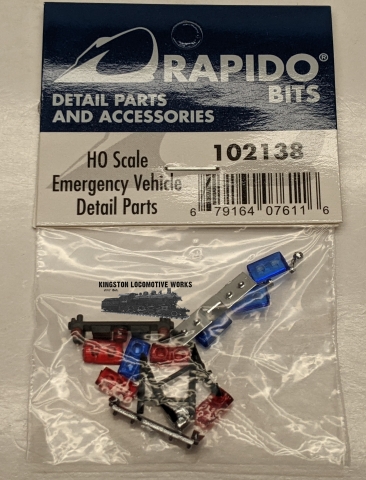 RAPIDO®
BITS
DETAIL PARTS
AND ACCESSORIES
HO Scale
Emergency Vehicle
Detail Parts
102138
6 79164 07611 6
KINGSTON LOCOMOTIVE WORKS